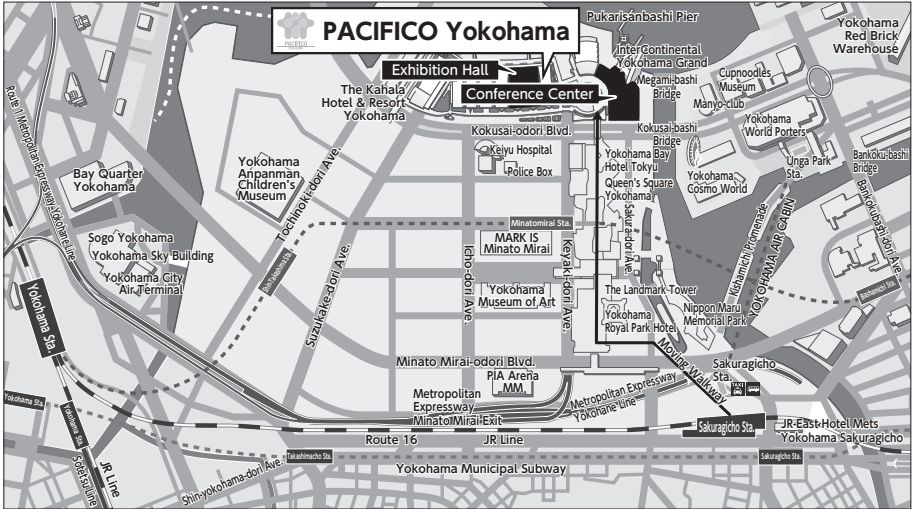 PACIFICO
PACIFICO Yokohama
Pukarisanbashi Pier
Yokohama
Red Brick
Warehouse
InterContinental
Yokohama Grand
Exhibition Hall
Conference Center
Megami-bashi
Bridge
Cupnoodles
Museum
Manyo-club
The Kahala
Hotel & Resort
Yokohama
Route 1 Metropolitan Expressway Yokohane Line
Kokusai-odori Blvd.
Kokusai-bashi
Bridge
Yokohama
World Porters
Keiyu Hospital
Police Box
Yokohama Bay
Hotel Tokyu
Queen's Square
Yokohama
Yokohama
Cosmo World
Unga Park
Sta.
Bankoku-bashi
Bridge
Bay Quarter
Yokohama
Yokohama
Anpanman
Children's
Museum
Tochinoki-dori Ave.
Minatomirai Sta.
Sakura-dori Ave.
Kishamichi Promenade
YOKOHAMA AIR CABIN
Bankokubashi-dori Ave.
Sogo Yokohama
Yokohama Sky Building
Yokohama City
Air Terminal
Shin-Takashima Sta.
Suzukake-dori Ave.
MARK IS
Minato Mirai
Icho-dori Ave.
Keyaki-dori Ave.
Yokohama
Museum of Art
The Landmark Tower
Yokohama
Royal Park Hotel
Nippon Maru
Memorial Park
Bashamichi Sta.
Yokohama Sta.
Minato Mirai-odori Blvd.
PIA Arena
MM
Moving Walkway
Sakuragicho
Sta.
TAXI
Metropolitan
Expressway
Minato Mirai Exit
Metropolitan Expressway
Yokohane Line
Yokohama Sta.
Yokohama Sta.
Sakuragicho Sta.
JR-East Hotel Mets
Yokohama Sakuragicho
Route 16
JR Line
Takashimacho Sta.
Sakuragicho Sta.
Yokohama Municipal Subway
Shin-yokohama-dori Ave.
Sotetsu Line
JR Line